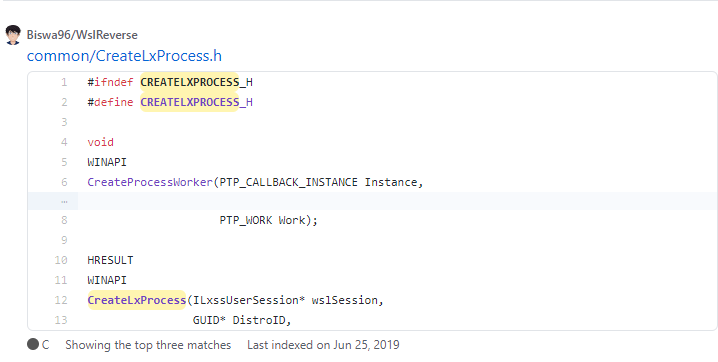 Biswa96/WslReverse
common/CreateLxProcess.h
1 #ifndef CREATELXPROCESS_H
2 #define CREATELXPROCESS_H
3
4 void
5 WINAPI
6 CreateProcessWorker(PTP_CALLBACK_INSTANCE Instance,
…
8 PTP_WORK Work);
9
10 HRESULT
11 WINAPI
12 CreateLxProcess(ILxssUserSession* wslSession,
13 GUID* DistroID,
C Showing the top three matches Last indexed on Jun 25, 2019